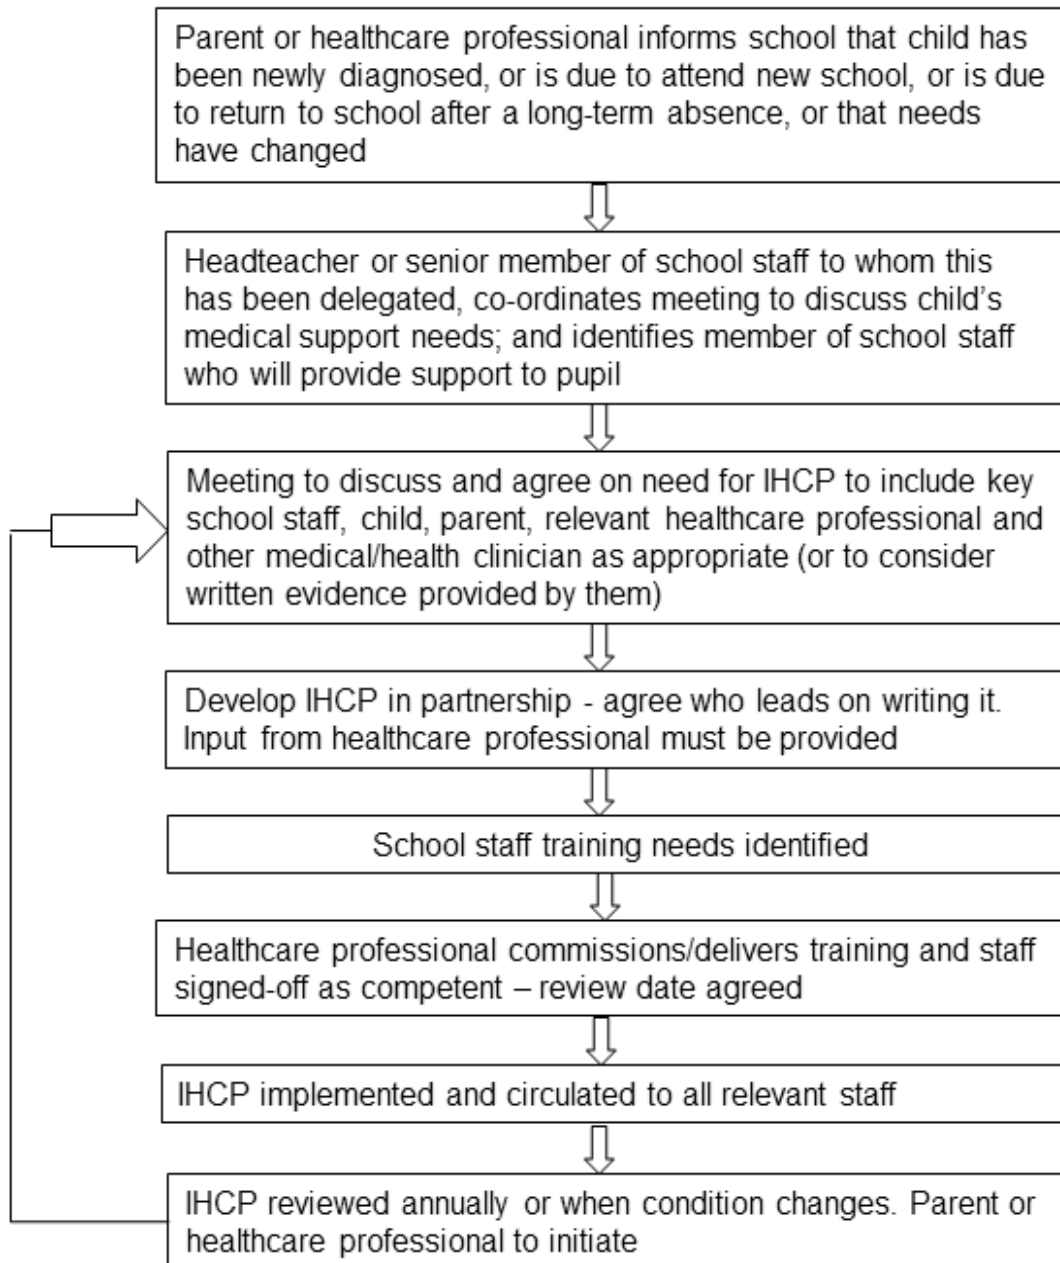 Parent or healthcare professional informs school that child has
been newly diagnosed, or is due to attend new school, or is due
to return to school after a long-term absence, or that needs
have changed
Headteacher or senior member of school staff to whom this
has been delegated, co-ordinates meeting to discuss child’s
medical support needs; and identifies member of school staff
who will provide support to pupil
Meeting to discuss and agree on need for IHCP to include key
school staff, child, parent, relevant healthcare professional and
other medical/health clinician as appropriate (or to consider
written evidence provided by them)
Develop IHCP in partnership - agree who leads on writing it.
Input from healthcare professional must be provided
School staff training needs identified
Healthcare professional commissions/delivers training and staff
signed-off as competent – review date agreed
IHCP implemented and circulated to all relevant staff
IHCP reviewed annually or when condition changes. Parent or
healthcare professional to initiate